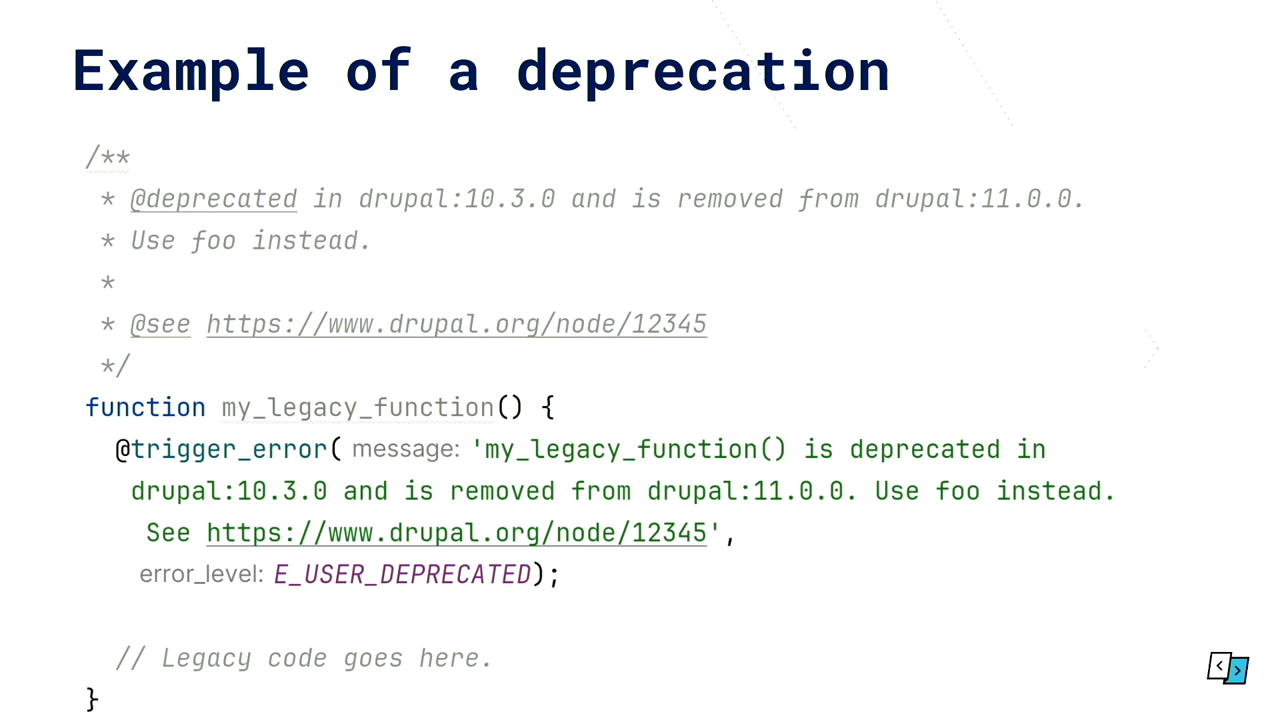 Example of a deprecation
/**
 * @deprecated in drupal:10.3.0 and is removed from drupal:11.0.0.
 * Use foo instead.
 *
 * @see https://www.drupal.org/node/12345
 */
function my_legacy_function() {
  @trigger_error( message: 'my_legacy_function() is deprecated in
   drupal:10.3.0 and is removed from drupal:11.0.0. Use foo instead.
    See https://www.drupal.org/node/12345',
    error_level: E_USER_DEPRECATED);
  // Legacy code goes here.
}